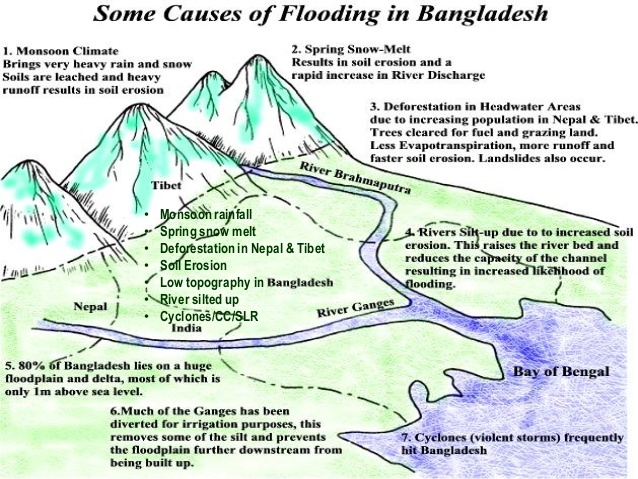 Some Causes of Flooding in Bangladesh
1. Monsoon Climate
Brings very heavy rain and snow
Soils are leached and heavy
runoff results in soil erosion
2. Spring Snow-Melt
Results in soil erosion and a
rapid increase in River Discharge
3. Deforestation in Headwater Areas
due to increasing population in Nepal & Tibet.
Trees cleared for fuel and grazing land.
Less Evapotranspiration, more runoff and
faster soil erosion. Landslides also occur.
River Brahmaputra
Tibet
• Monsoon rainfall
• Spring snow melt
• Deforestation in Nepal & Tibet
• Soil Erosion
• Low topography in Bangladesh
• River silted up
• Cyclones/CC/SLR
4. Rivers Silt-up due to to increased soil
erosion. This raises the river bed and
reduces the capacity of the channel
resulting in increased likelihood of
flooding.
Nepal
India
River Ganges
5. 80% of Bangladesh lies on a huge
floodplain and delta, most of which is
only 1m above sea level.
Bay of Bengal
6.Much of the Ganges has been
diverted for irrigation purposes, this
removes some of the silt and prevents
the floodplain further downstream from
being built up.
7. Cyclones (violent storms) frequently
hit Bangladesh